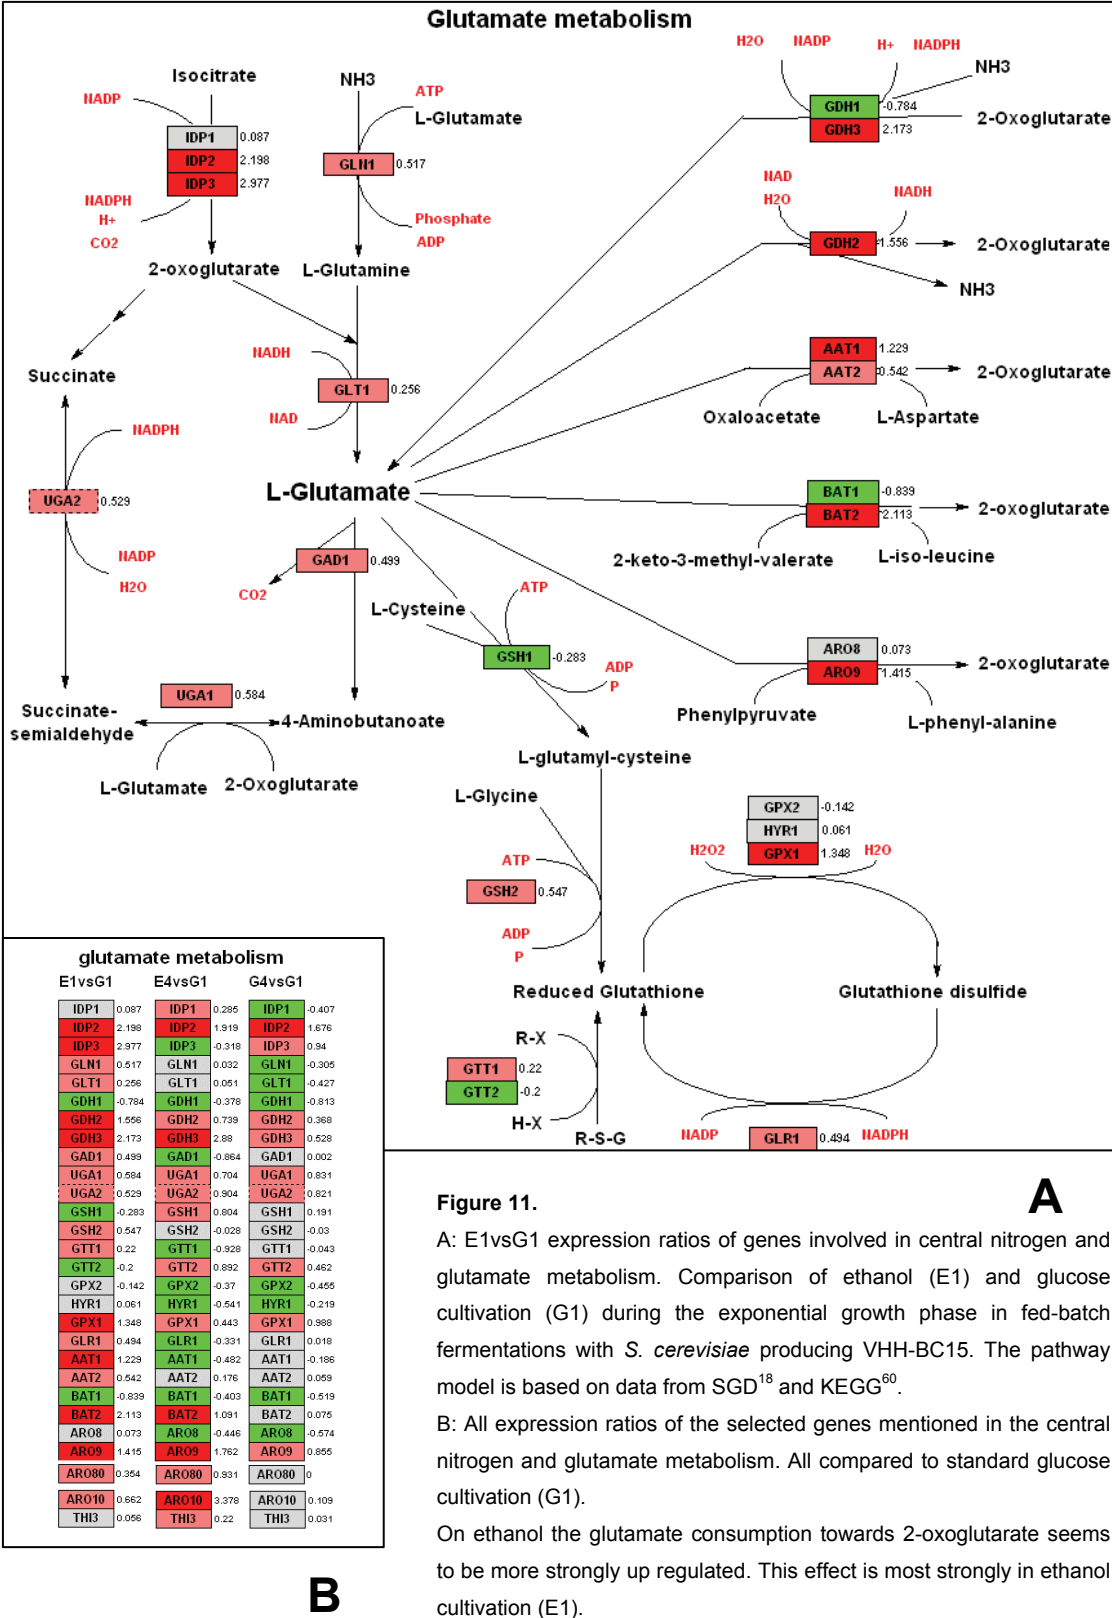 Glutamate metabolism
Isocitrate
NADP
IDP1 0.087
IDP2 2.198
IDP3 2.977
NADPH
H+
CO2
2-oxoglutarate
NH3
ATP
L-Glutamate
GLN1 0.517
Phosphate
ADP
L-Glutamine
NADH
GLT1 0.256
NAD
Succinate
NADPH
UGA2 0.529
NADP
H2O
Succinate-
semialdehyde
UGA1 0.584
L-Glutamate
2-Oxoglutarate
4-Aminobutanoate
L-Glutamate
GAD1 0.499
CO2
H2O NADP H+ NADPH
NH3
GDH1 -0.784
GDH3 2.173
2-Oxoglutarate
NAD
H2O
NADH
GDH2 1.556
2-Oxoglutarate
NH3
AAT1 1.229
AAT2 0.542
2-Oxoglutarate
Oxaloacetate
L-Aspartate
BAT1 -0.839
BAT2 2.113
2-oxoglutarate
2-keto-3-methyl-valerate
L-iso-leucine
ARO8 0.073
ARO9 1.415
2-oxoglutarate
Phenylpyruvate
L-phenyl-alanine
L-Cysteine
ATP
GSH1 -0.283
ADP
P
L-glutamyl-cysteine
L-Glycine
ATP
GSH2 0.547
ADP
P
Reduced Glutathione
GPX2 -0.142
HYR1 0.061
GPX1 1.348
H2O2
H2O
Glutathione disulfide
R-X
GTT1 0.22
GTT2 -0.2
H-X
R-S-G
NADP
GLR1 0.494
NADPH
glutamate metabolism
E1vsG1 E4vsG1 G4vsG1
IDP1 0.087 IDP1 0.285 IDP1 -0.407
IDP2 2.198 IDP2 1.919 IDP2 1.676
IDP3 2.977 IDP3 -0.318 IDP3 0.94
GLN1 0.517 GLN1 0.032 GLN1 -0.305
GLT1 0.256 GLT1 0.051 GLT1 -0.427
GDH1 -0.784 GDH1 -0.378 GDH1 -0.813
GDH2 1.556 GDH2 0.739 GDH2 0.368
GDH3 2.173 GDH3 2.88 GDH3 0.528
GAD1 0.499 GAD1 -0.864 GAD1 0.002
UGA1 0.584 UGA1 0.704 UGA1 0.831
UGA2 0.529 UGA2 0.904 UGA2 0.821
GSH1 -0.283 GSH1 0.804 GSH1 0.191
GSH2 0.547 GSH2 -0.028 GSH2 -0.03
GTT1 0.22 GTT1 -0.928 GTT1 -0.043
GTT2 -0.2 GTT2 0.892 GTT2 0.462
GPX2 -0.142 GPX2 -0.37 GPX2 -0.455
HYR1 0.061 HYR1 -0.541 HYR1 -0.219
GPX1 1.348 GPX1 0.443 GPX1 0.988
GLR1 0.494 GLR1 -0.331 GLR1 0.018
AAT1 1.229 AAT1 -0.482 AAT1 -0.186
AAT2 0.542 AAT2 0.176 AAT2 0.059
BAT1 -0.839 BAT1 -0.403 BAT1 -0.519
BAT2 2.113 BAT2 1.091 BAT2 0.075
ARO8 0.073 ARO8 -0.446 ARO8 -0.574
ARO9 1.415 ARO9 1.762 ARO9 0.855
ARO80 0.354 ARO80 0.931 ARO80 0
ARO10 0.662 ARO10 3.378 ARO10 0.109
THI3 0.056 THI3 0.22 THI3 0.031
B
A
Figure 11.
A: E1vsG1 expression ratios of genes involved in central nitrogen and
glutamate metabolism. Comparison of ethanol (E1) and glucose
cultivation (G1) during the exponential growth phase in fed-batch
fermentations with S. cerevisiae producing VHH-BC15. The pathway
model is based on data from SGD18 and KEGG60.
B: All expression ratios of the selected genes mentioned in the central
nitrogen and glutamate metabolism. All compared to standard glucose
cultivation (G1).
On ethanol the glutamate consumption towards 2-oxoglutarate seems
to be more strongly up regulated. This effect is most strongly in ethanol
cultivation (E1).